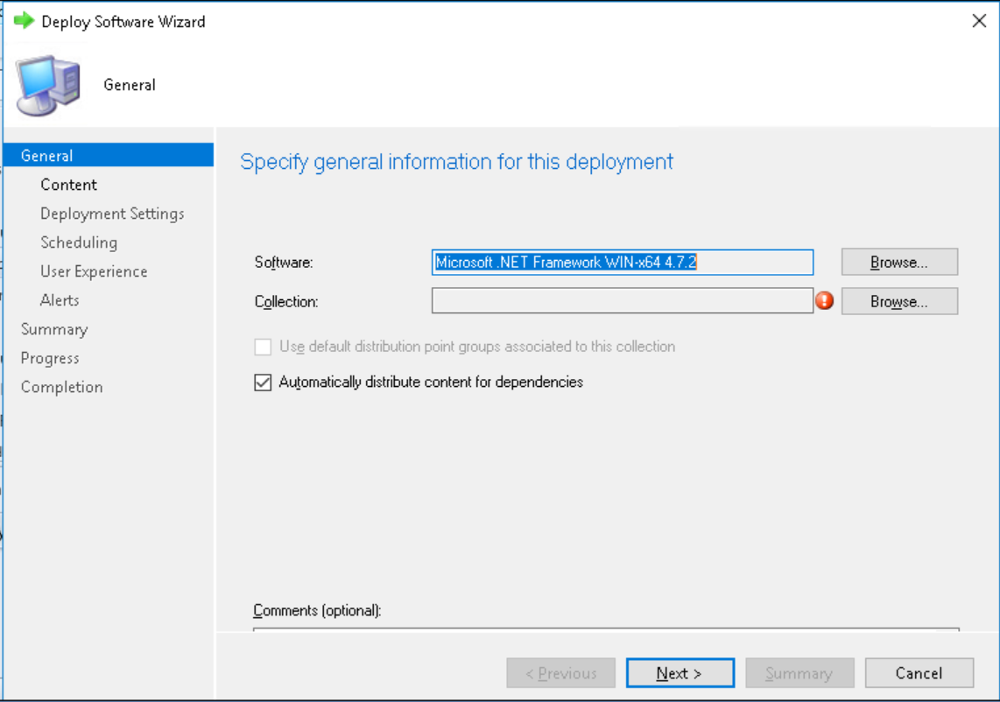 Deploy Software Wizard
General
General
Content
Deployment Settings
Scheduling
User Experience
Alerts
Summary
Progress
Completion
Specify general information for this deployment
Software: Microsoft .NET Framework WIN-x64 4.7.2 Browse...
Collection: Browse...
Use default distribution point groups associated to this collection
Automatically distribute content for dependencies
Comments (optional):
< Previous Next > Summary Cancel